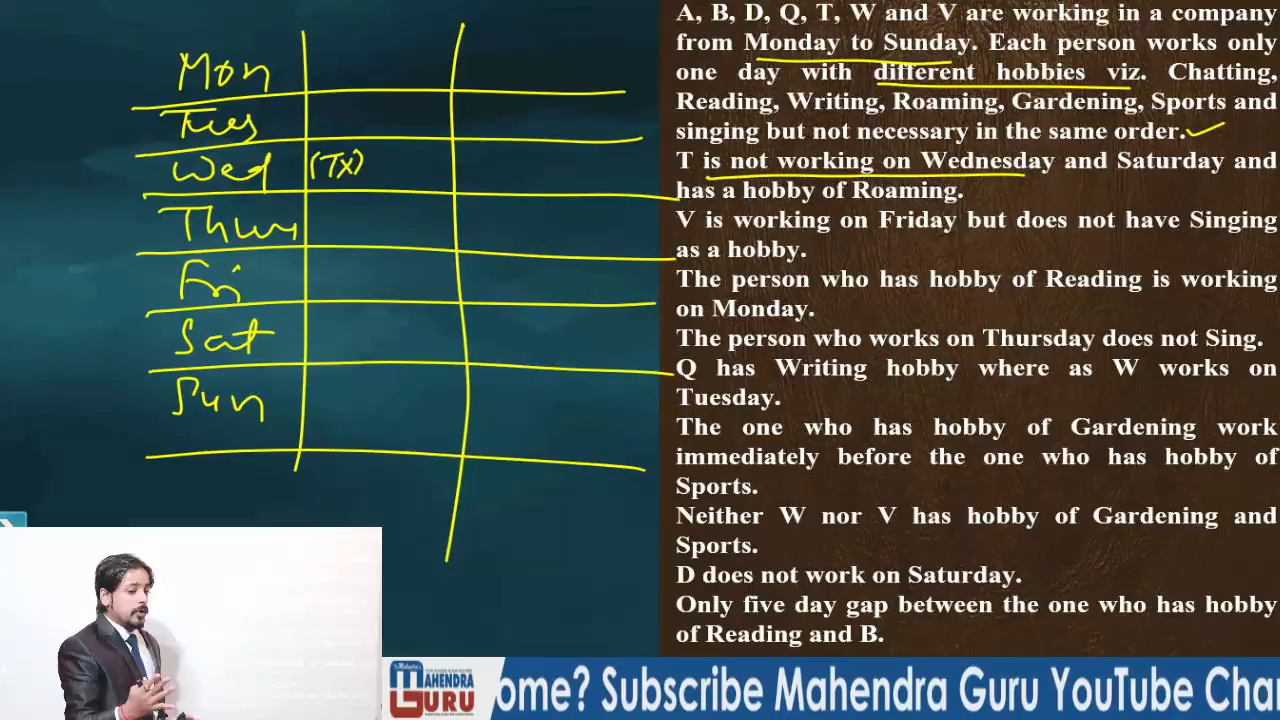 Mon
Tues
Wed (TX)
Thurs
Fri
Sat
Sun
A, B, D, Q, T, W and V are working in a company
from Monday to Sunday. Each person works only
one day with different hobbies viz. Chatting,
Reading, Writing, Roaming, Gardening, Sports and
singing but not necessary in the same order.
T is not working on Wednesday and Saturday and
has a hobby of Roaming.
V is working on Friday but does not have Singing
as a hobby.
The person who has hobby of Reading is working
on Monday.
The person who works on Thursday does not Sing.
Q has Writing hobby where as W works on
Tuesday.
The one who has hobby of Gardening work
immediately before the one who has hobby of
Sports.
Neither W nor V has hobby of Gardening and
Sports.
D does not work on Saturday.
Only five day gap between the one who has hobby
of Reading and B.
MAHENDRA
GURU
ome? Subscribe Mahendra Guru YouTube Chan